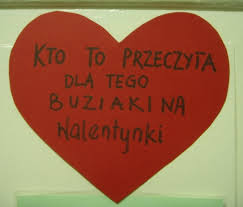 KTO TO PRZECZYTA
DLA TEGO
BUZIAKI NA
Walentynki